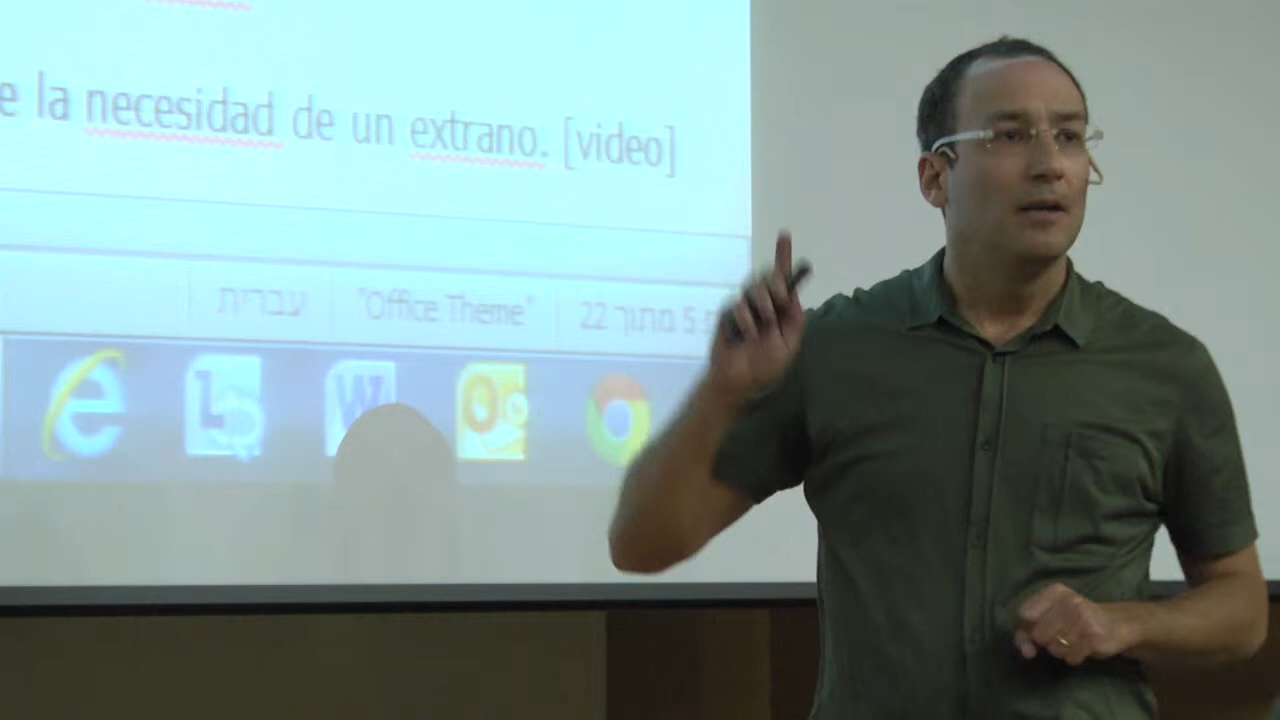 e la necesidad de un extrano. [video]
עברית "Office Theme" 5 מתוך 22